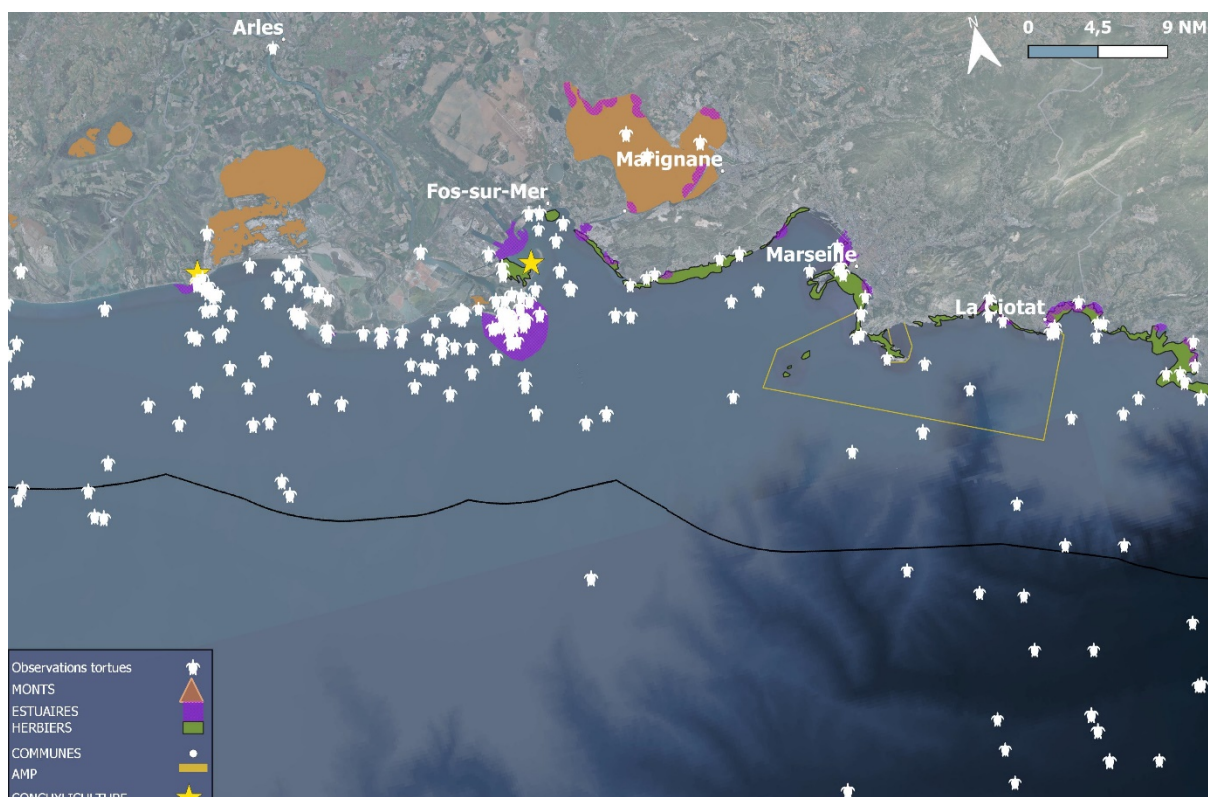 Arles
N
0 4,5 9 NM
Marignane
Fos-sur-Mer
Marseille
La Ciotat
Observations tortues
MONTS
ESTUAIRES
HERBIERS
COMMUNES
AMP
CONCHYLICULTURE